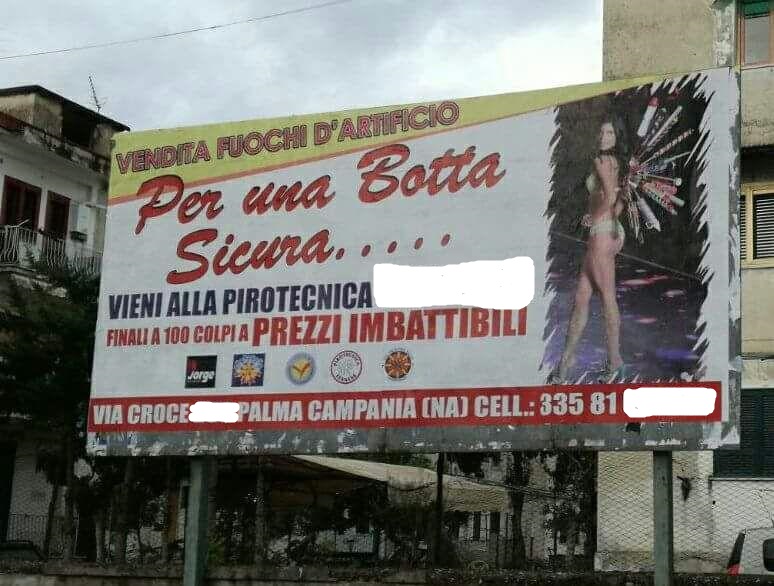 VENDITA FUOCHI D'ARTIFICIO
Per una Botta
Sicura.....
VIENI ALLA PIROTECNICA
FINALI A 100 COLPI A PREZZI IMBATTIBILI
Jorge
VIA CROCE PALMA CAMPANIA (NA) CELL.: 335 81